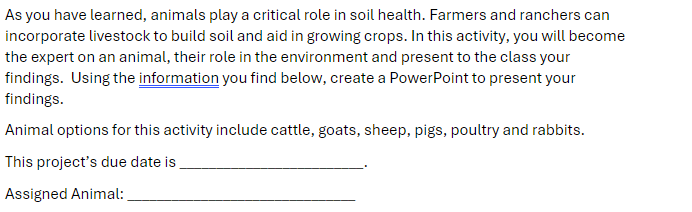 As you have learned, animals play a critical role in soil health. Farmers and ranchers can
incorporate livestock to build soil and aid in growing crops. In this activity, you will become
the expert on an animal, their role in the environment and present to the class your
findings.  Using the information you find below, create a PowerPoint to present your
findings.
Animal options for this activity include cattle, goats, sheep, pigs, poultry and rabbits.
This project's due date is ________________________.
Assigned Animal: ______________________________